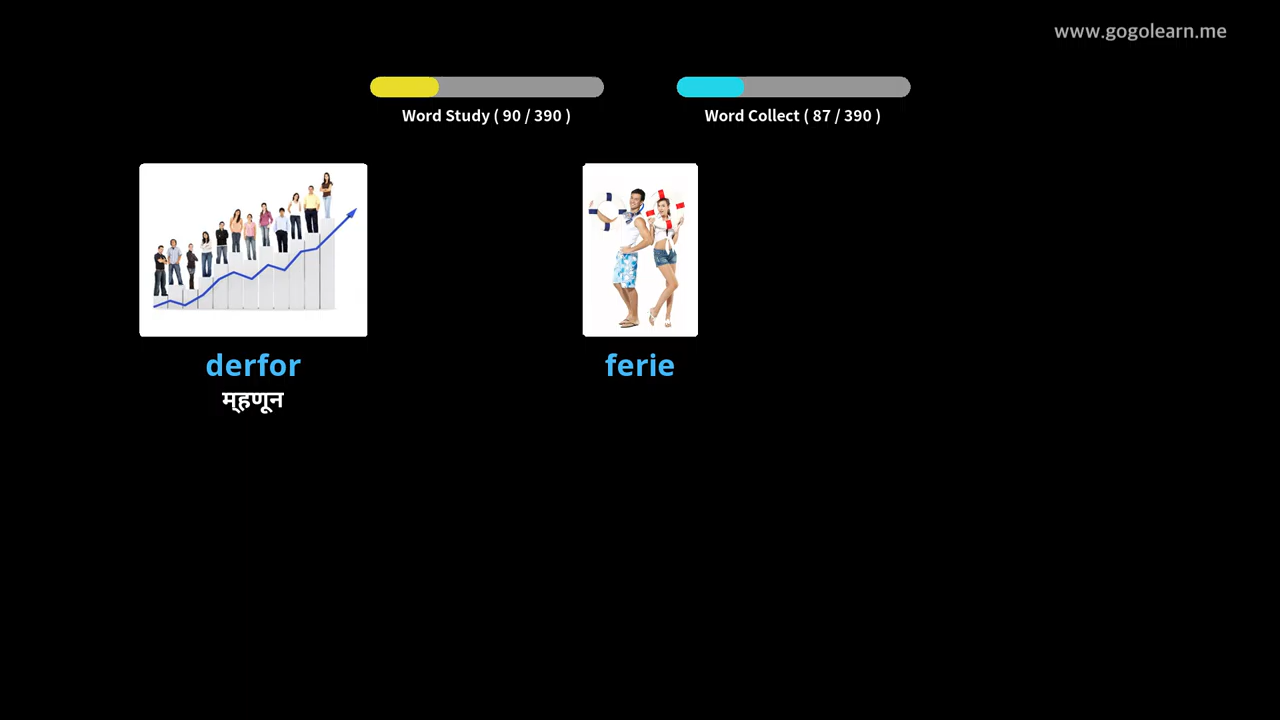 www.gogolearn.me
Word Study ( 90 / 390 )
Word Collect ( 87 / 390 )
derfor
म्हणून
ferie